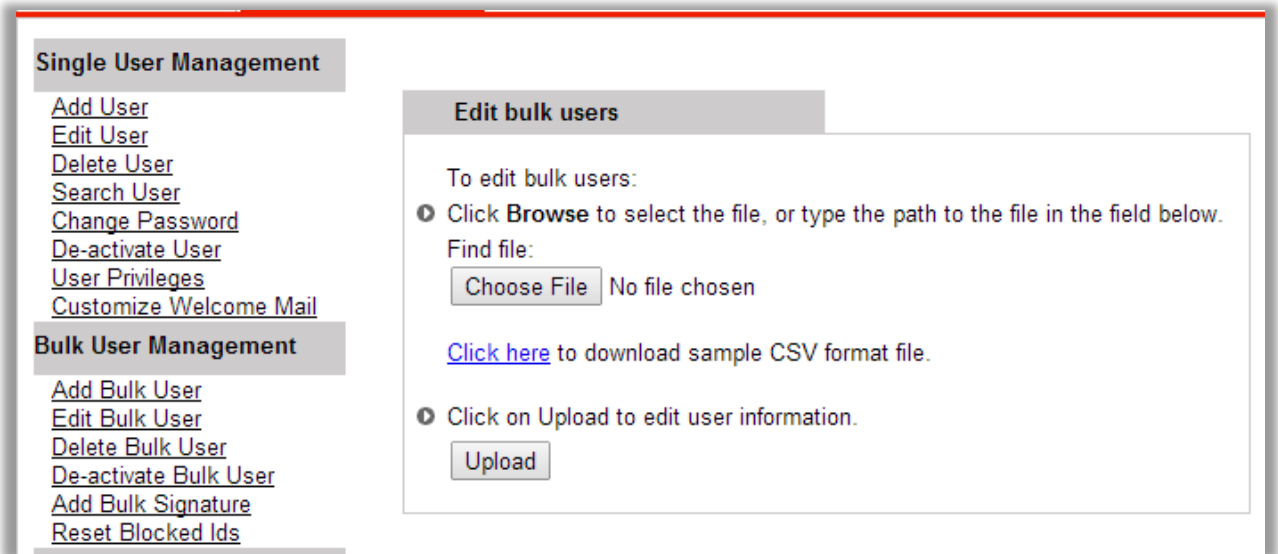 Single User Management
Add User
Edit User
Delete User
Search User
Change Password
De-activate User
User Privileges
Customize Welcome Mail
Bulk User Management
Add Bulk User
Edit Bulk User
Delete Bulk User
De-activate Bulk User
Add Bulk Signature
Reset Blocked Ids
Edit bulk users
To edit bulk users:
Click Browse to select the file, or type the path to the file in the field below.
Find file:
Choose File No file chosen
Click here to download sample CSV format file.
Click on Upload to edit user information.
Upload